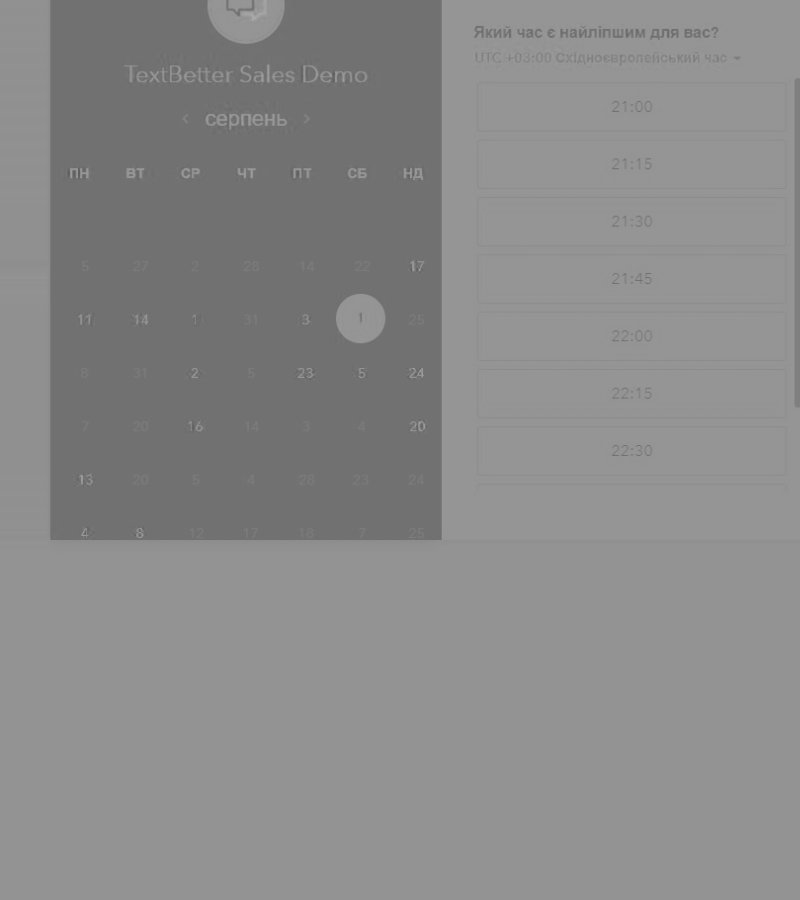 TextBetter Sales Demo
‹ серпень ›
ПН ВТ СР ЧТ ПТ СБ НД
5 27 2 28 14 22 17
11 14 1 31 3 1 25
8 31 2 5 23 5 24
7 20 16 14 3 4 20
13 20 5 4 28 23 24
4 8 12 17 18 7 25
Який час є найліпшим для вас?
UTC +03:00 Східноєвропейський час
21:00
21:15
21:30
21:45
22:00
22:15
22:30